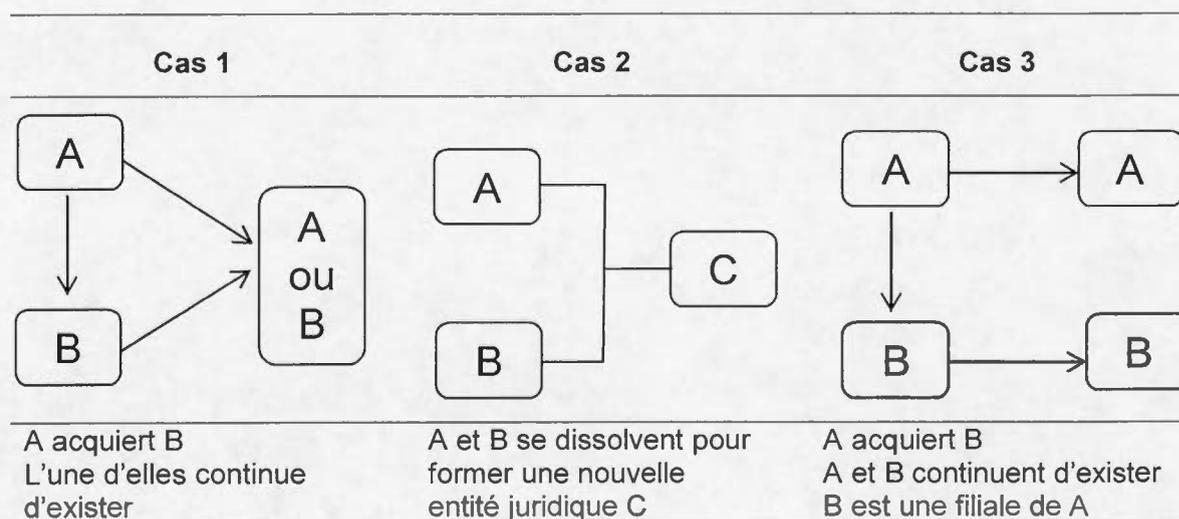 Cas 1
Cas 2
Cas 3
A
B
A
ou
B
A
B
C
A
A
B
B
A acquiert B
L'une d'elles continue
d'exister
A et B se dissolvent pour
former une nouvelle
entité juridique C
A acquiert B
A et B continuent d'exister
B est une filiale de A